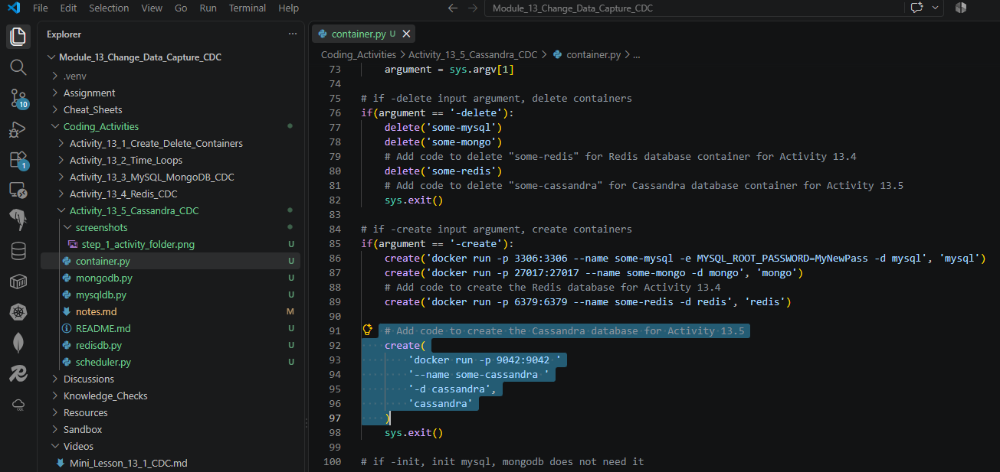 File Edit Selection View Go Run Terminal Help
Module_13_Change_Data_Capture_CDC
Explorer
Module_13_Change_Data_Capture_CDC
.venv
Assignment
Cheat_Sheets
Coding_Activities
Activity_13_1_Create_Delete_Containers
Activity_13_2_Time_Loops
Activity_13_3_MySQL_MongoDB_CDC
Activity_13_4_Redis_CDC
Activity_13_5_Cassandra_CDC
screenshots
step_1_activity_folder.png U
container.py U
mongodb.py U
mysqldb.py U
notes.md M
README.md U
redisdb.py U
scheduler.py U
Discussions
Knowledge_Checks
Resources
Sandbox
Videos
Mini_Lesson_13_1_CDC.md
10
1
container.py U
Coding_Activities > Activity_13_5_Cassandra_CDC > container.py > ...
73 argument = sys.argv[1]
74
75 # if -delete input argument, delete containers
76 if(argument == '-delete'):
77 delete('some-mysql')
78 delete('some-mongo')
79 # Add code to delete "some-redis" for Redis database container for Activity 13.4
80 delete('some-redis')
81 # Add code to delete "some-cassandra" for Cassandra database container for Activity 13.5
82 sys.exit()
83
84 # if -create input argument, create containers
85 if(argument == '-create'):
86 create('docker run -p 3306:3306 --name some-mysql -e MYSQL_ROOT_PASSWORD=MyNewPass -d mysql', 'mysql')
87 create('docker run -p 27017:27017 --name some-mongo -d mongo', 'mongo')
88 # Add code to create the Redis database for Activity 13.4
89 create('docker run -p 6379:6379 --name some-redis -d redis', 'redis')
90
91 # Add code to create the Cassandra database for Activity 13.5
92 create(
93 'docker run -p 9042:9042 '
94 '--name some-cassandra '
95 '-d cassandra',
96 'cassandra'
97 )
98 sys.exit()
99
100 # if -init, init mysql, mongodb does not need it